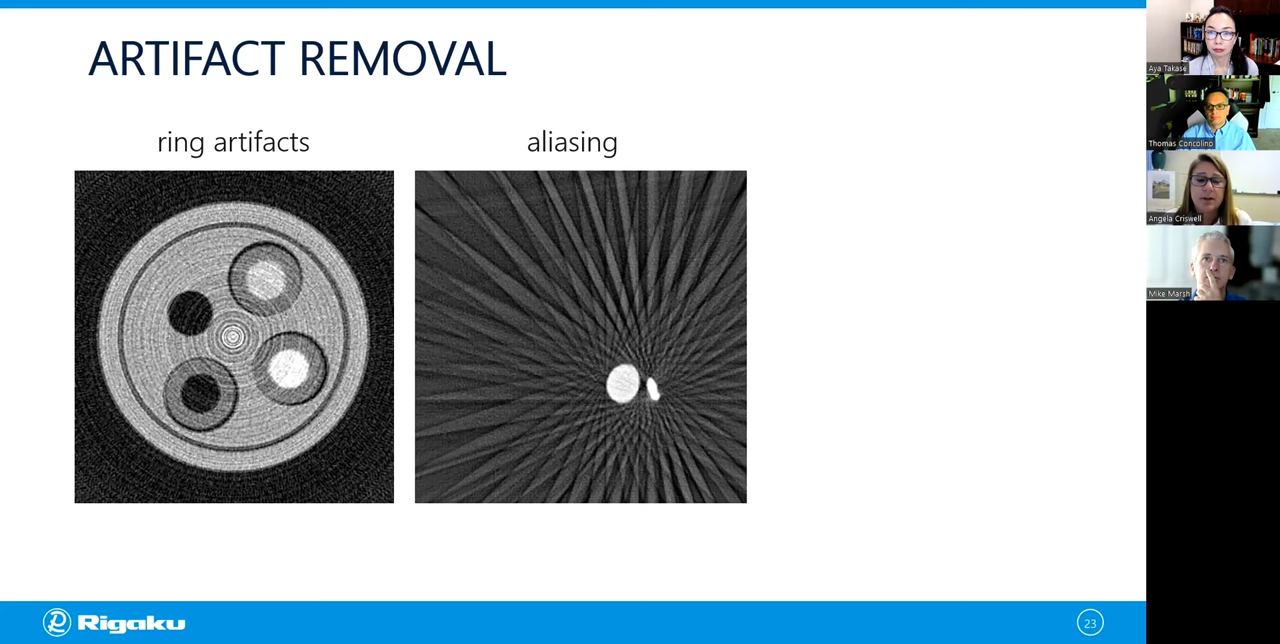 ARTIFACT REMOVAL
ring artifacts
aliasing
Rigaku
23
Aya Takase
Thomas Concolino
Angela Criswell
Mike Marsh